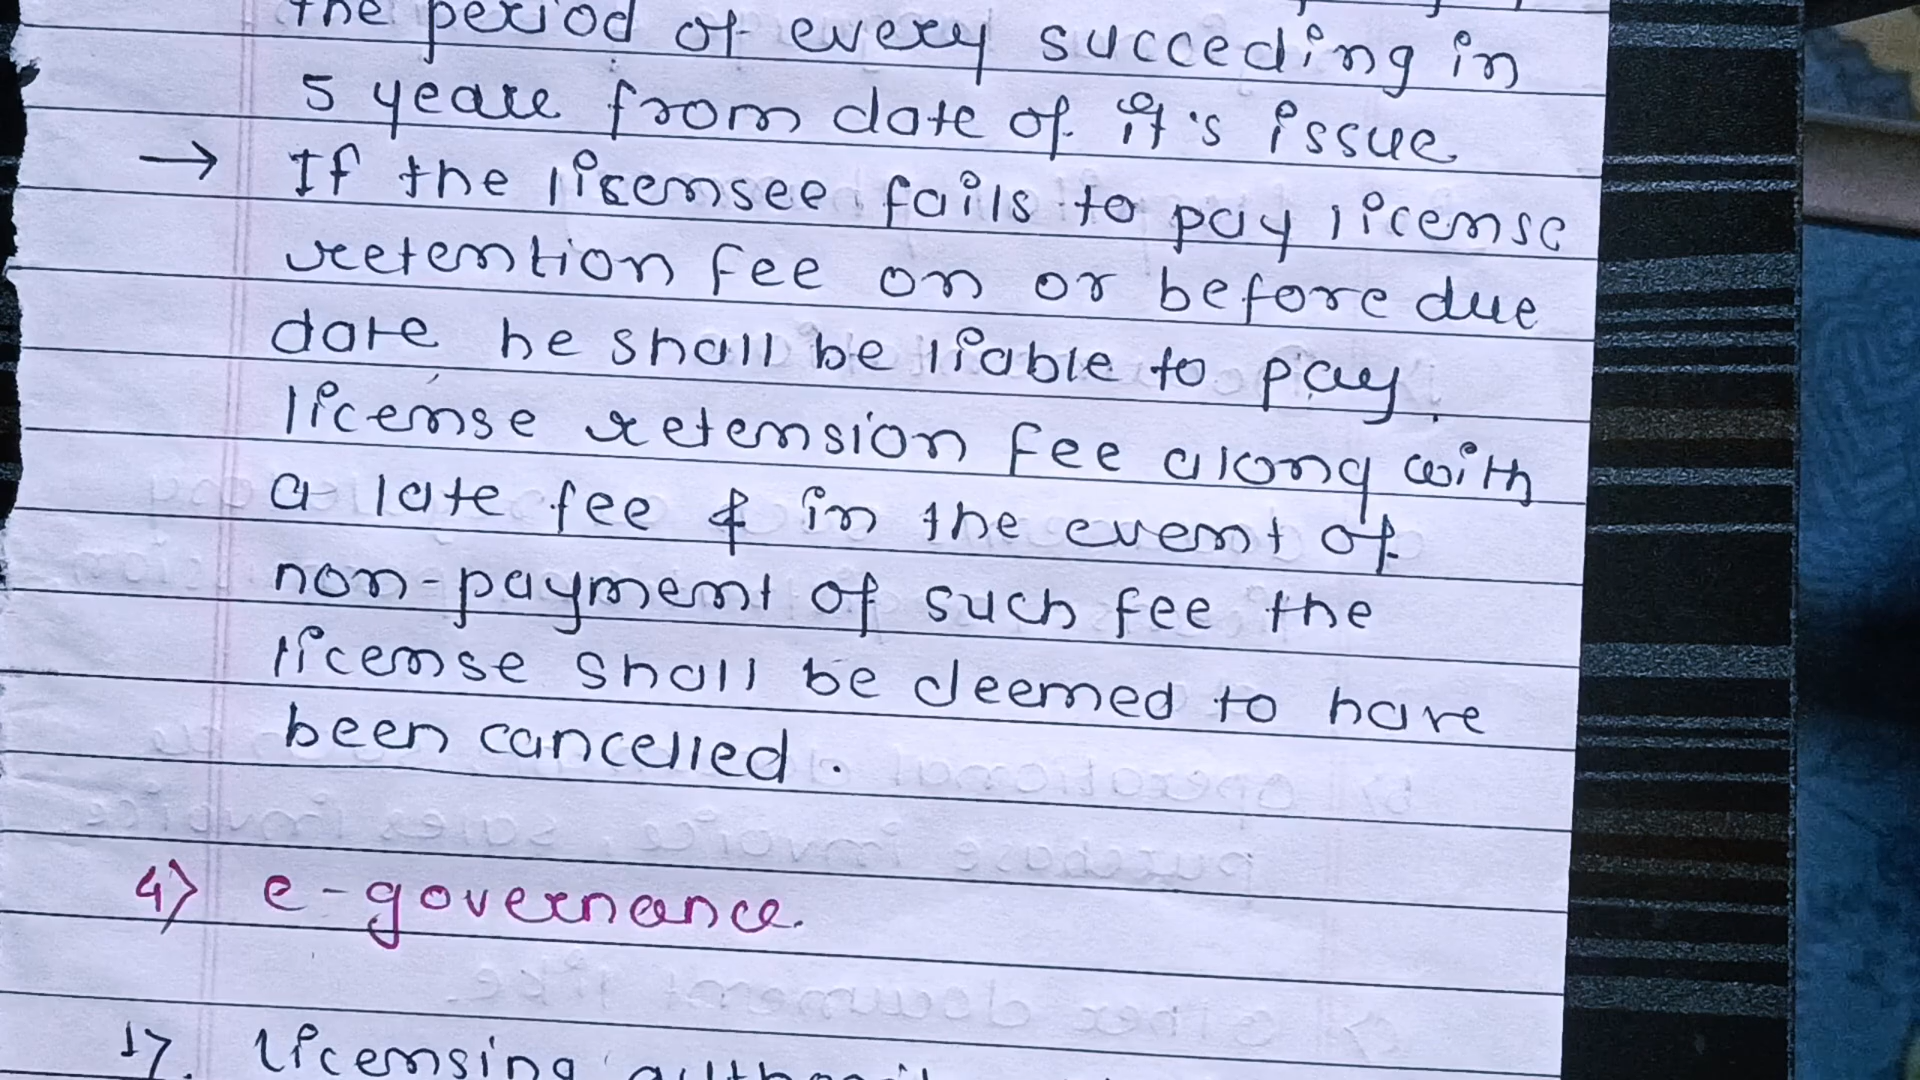 the period of every succeding in
5 yeare from date of it's issue
→ If the licensee fails to pay license
retention fee on or before due
date he shall be liable to pay
license retension fee along with
a late fee & in the event of
non-payment of such fee the
license shall be deemed to have
been cancelled.
4) e-governance.
1). licensing